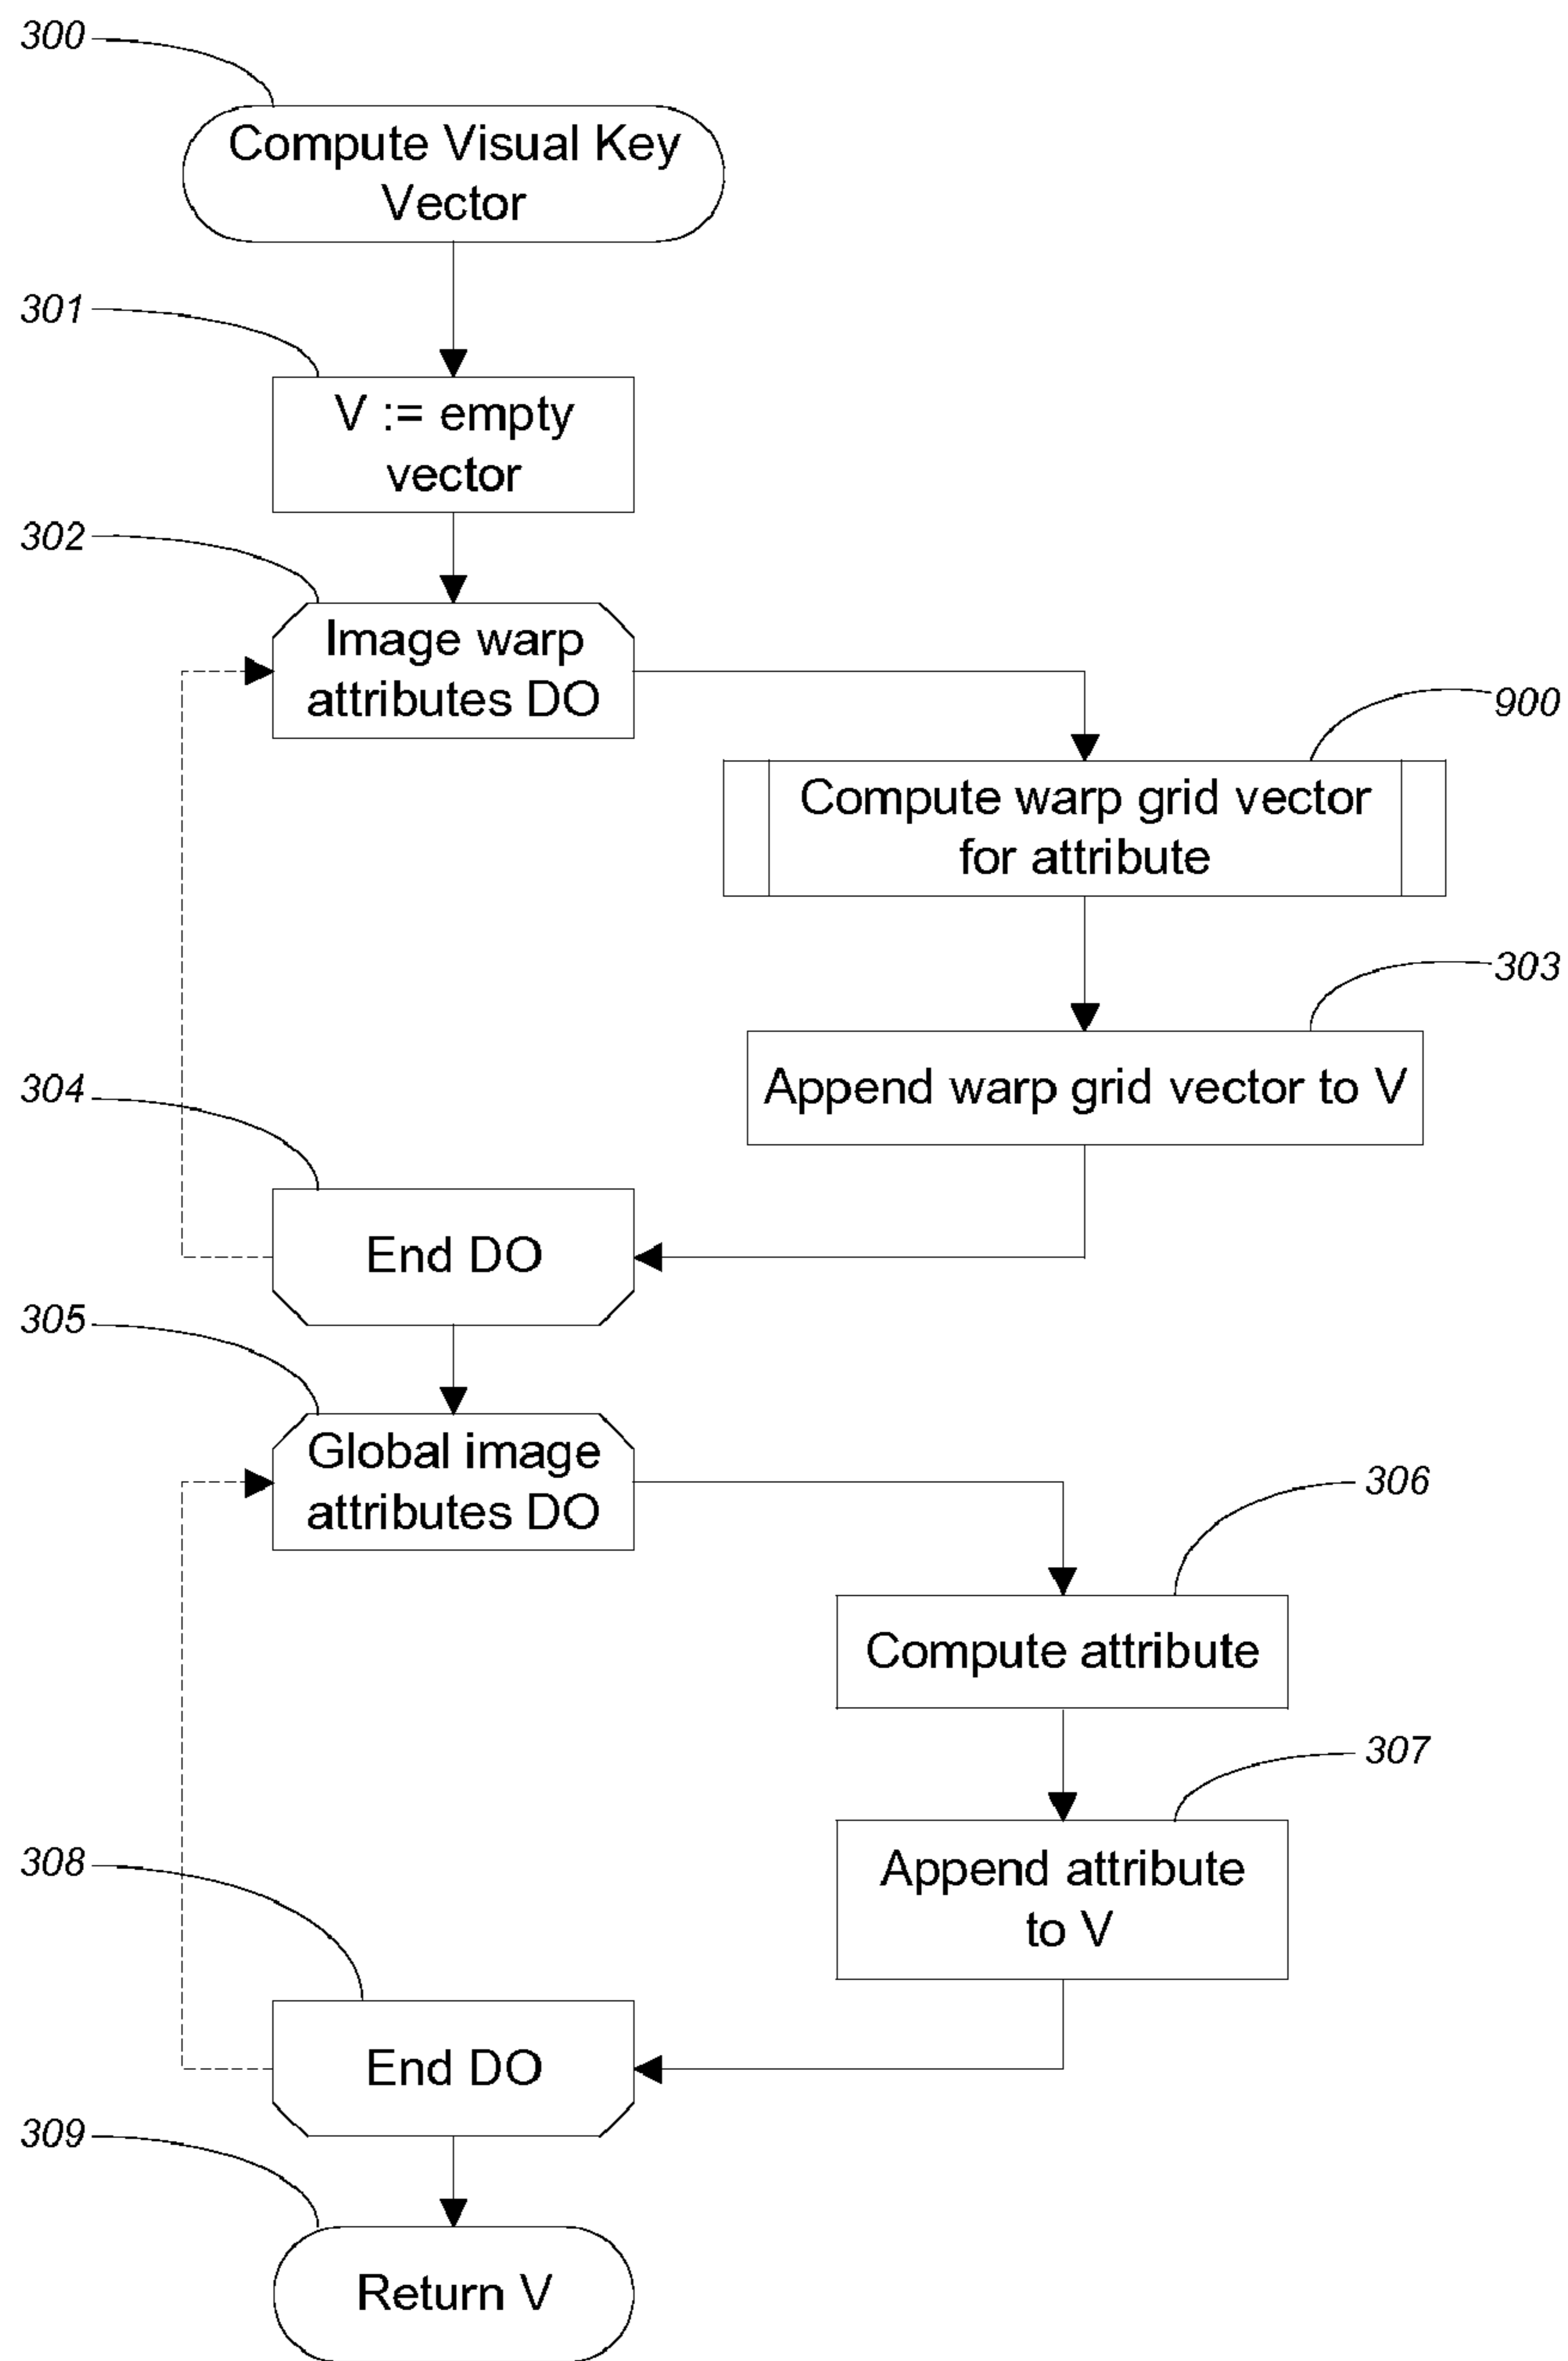 300
Compute Visual Key
Vector
301
V := empty
vector
302
Image warp
attributes DO
900
Compute warp grid vector
for attribute
303
Append warp grid vector to V
304
End DO
305
Global image
attributes DO
306
Compute attribute
307
Append attribute
to V
308
End DO
309
Return V